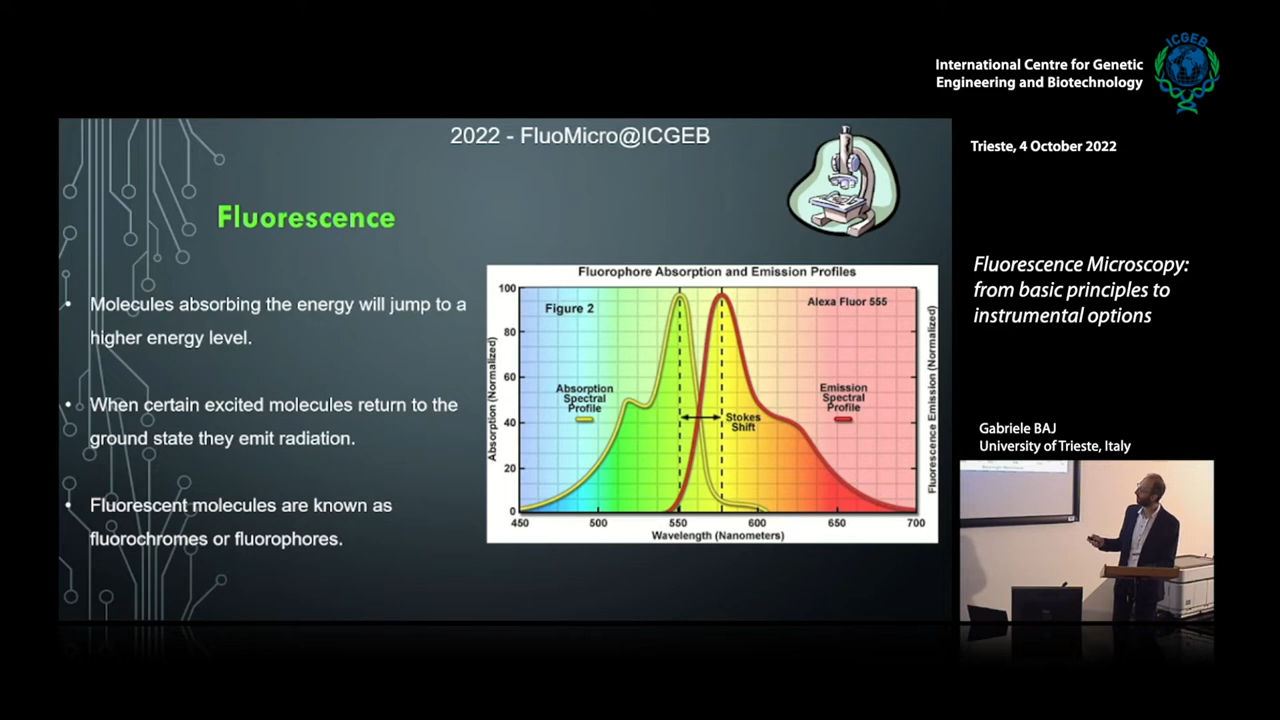 ICGEB
International Centre for Genetic
Engineering and Biotechnology
Trieste, 4 October 2022
Fluorescence Microscopy:
from basic principles to
instrumental options
Gabriele BAJ
University of Trieste, Italy
2022 - FluoMicro@ICGEB
Fluorescence
• Molecules absorbing the energy will jump to a
higher energy level.
• When certain excited molecules return to the
ground state they emit radiation.
• Fluorescent molecules are known as
fluorochromes or fluorophores.
Fluorophore Absorption and Emission Profiles
Figure 2
Alexa Fluor 555
Absorption
Spectral
Profile
Emission
Spectral
Profile
Stokes
Shift
Absorption (Normalized)
Fluorescence Emission (Normalized)
100
80
60
40
20
0
450 500 550 600 650 700
Wavelength (Nanometers)